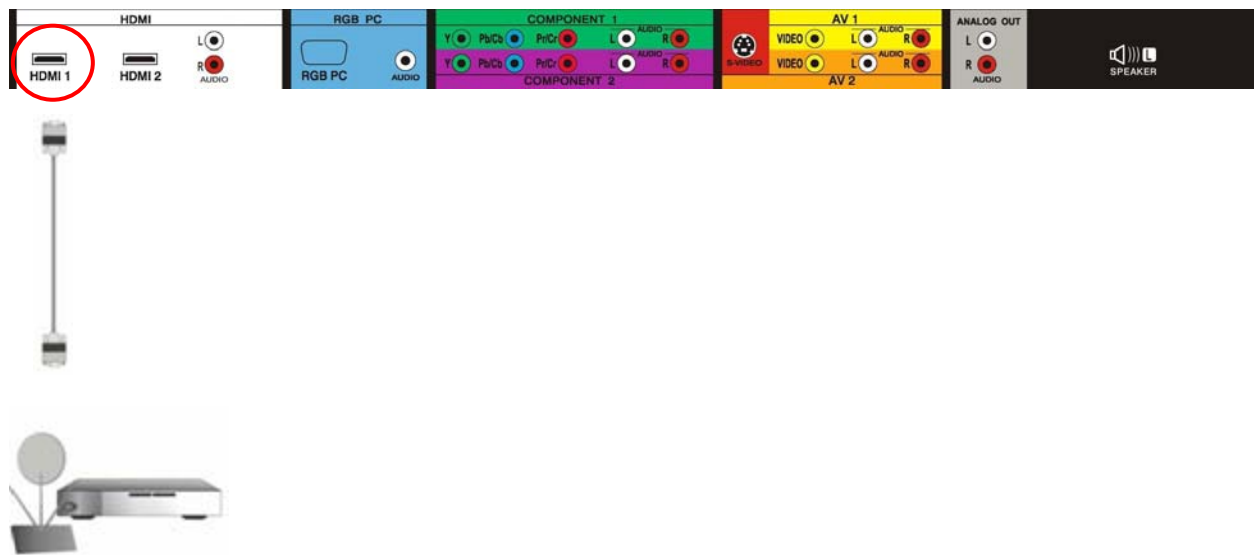 HDMI
HDMI 1
HDMI 2
L
R
AUDIO
RGB PC
RGB PC
AUDIO
COMPONENT 1
Y Pb/Cb Pr/Cr L AUDIO R
Y Pb/Cb Pr/Cr L AUDIO R
COMPONENT 2
S-VIDEO
AV 1
VIDEO L AUDIO R
VIDEO L AUDIO R
AV 2
ANALOG OUT
L
R
AUDIO
L
SPEAKER